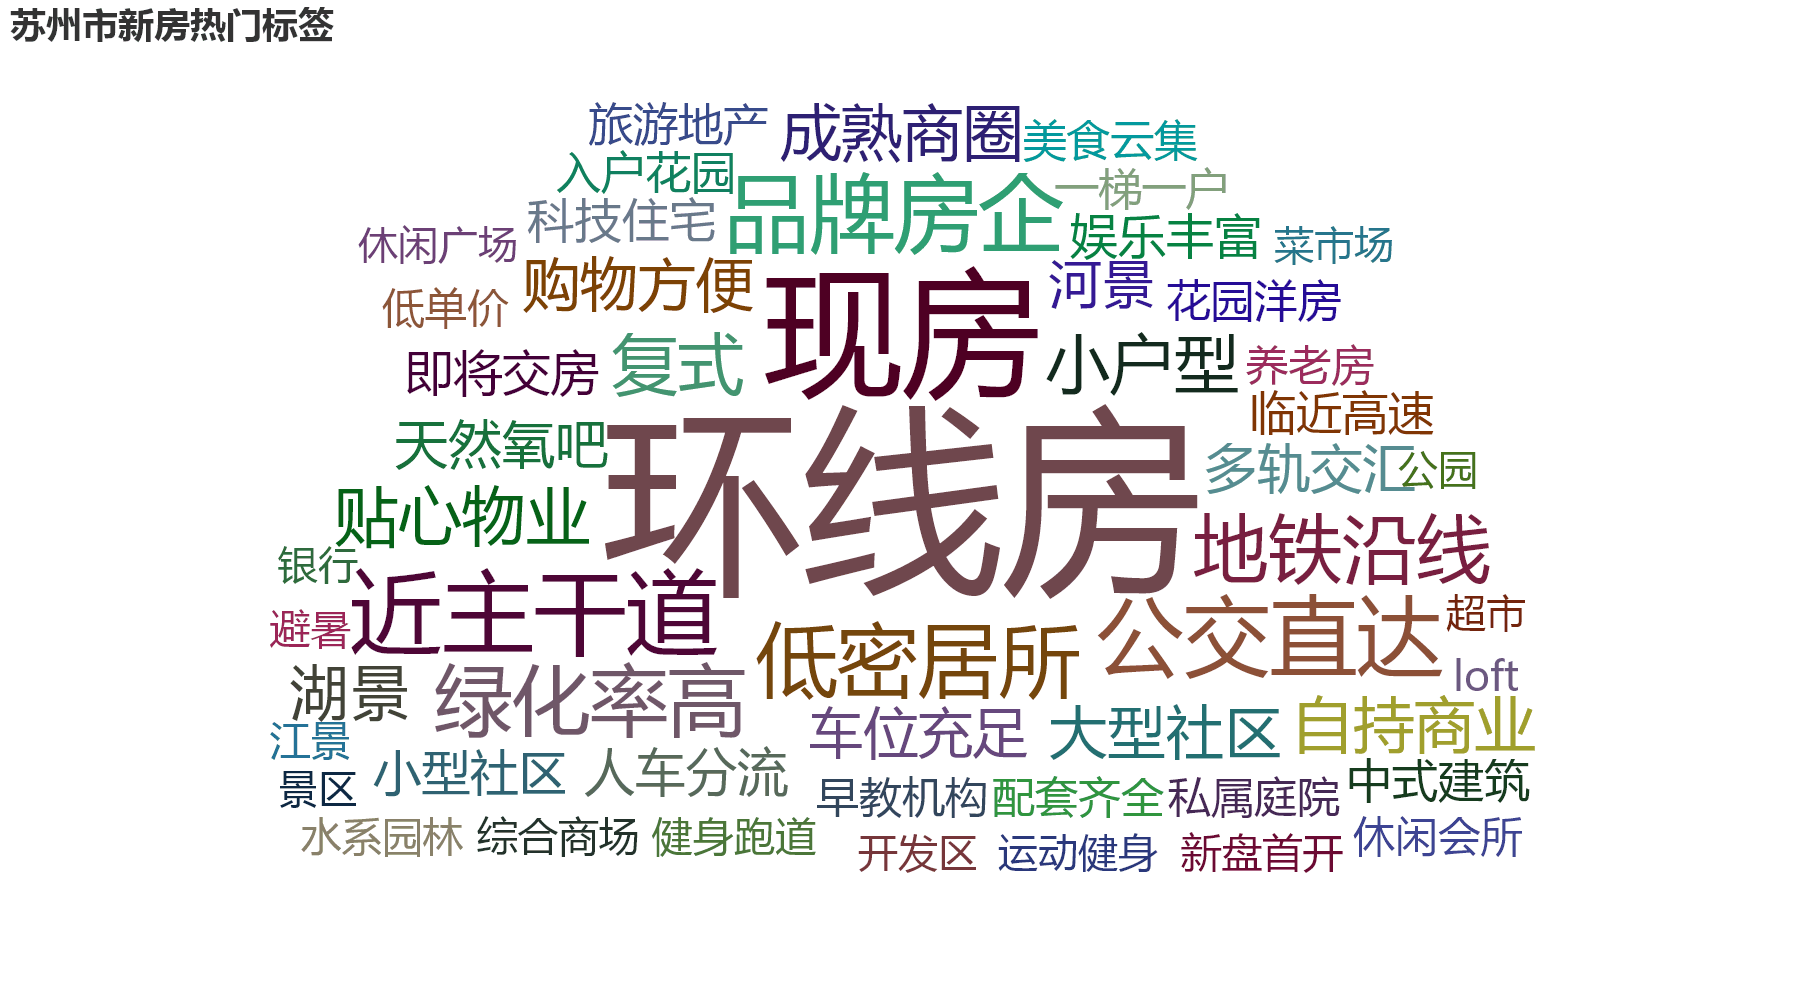 苏州市新房热门标签
旅游地产
成熟商圈
美食云集
入户花园
品牌房企
一梯一户
科技住宅
娱乐丰富
休闲广场
菜市场
购物方便
现房
河景
花园洋房
低单价
即将交房
复式
小户型
养老房
临近高速
天然氧吧
环线房
多轨交汇
公园
贴心物业
地铁沿线
银行
近主干道
公交直达
超市
避暑
低密居所
湖景
绿化率高
loft
江景
车位充足
大型社区
自持商业
景区
小型社区
人车分流
早教机构
配套齐全
私属庭院
中式建筑
水系园林
综合商场
健身跑道
开发区
运动健身
新盘首开
休闲会所